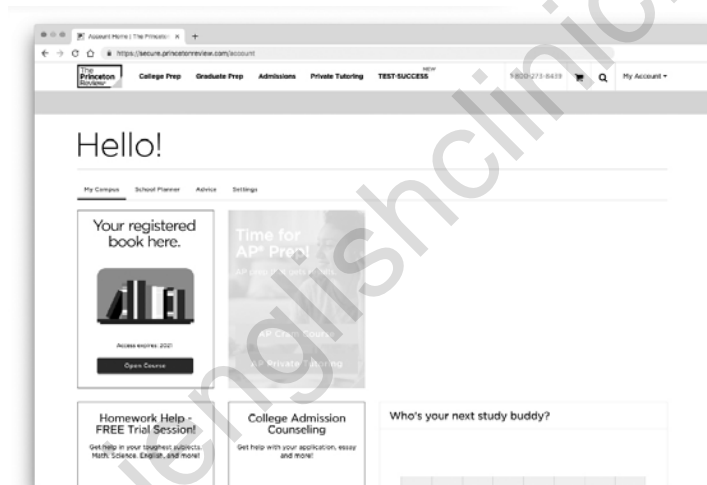 Account Home | The Princeton R
https://secure.princetonreview.com/account
The
Princeton
Review
College Prep
Graduate Prep
Admissions
Private Tutoring
NEW
TEST-SUCCESS
1-800-273-8439
My Account
Hello!
My Campus
School Planner
Advice
Settings
Your registered
book here.
Access expires: 2021
Open Course
Time for
AP® Prep!
AP Cram Course
AP Private Tutoring
Homework Help -
FREE Trial Session!
Get help in your toughest subjects.
Math, Science, English, and more!
College Admission
Counseling
Get help with your application, essay
and more!
Who's your next study buddy?
englishclinic